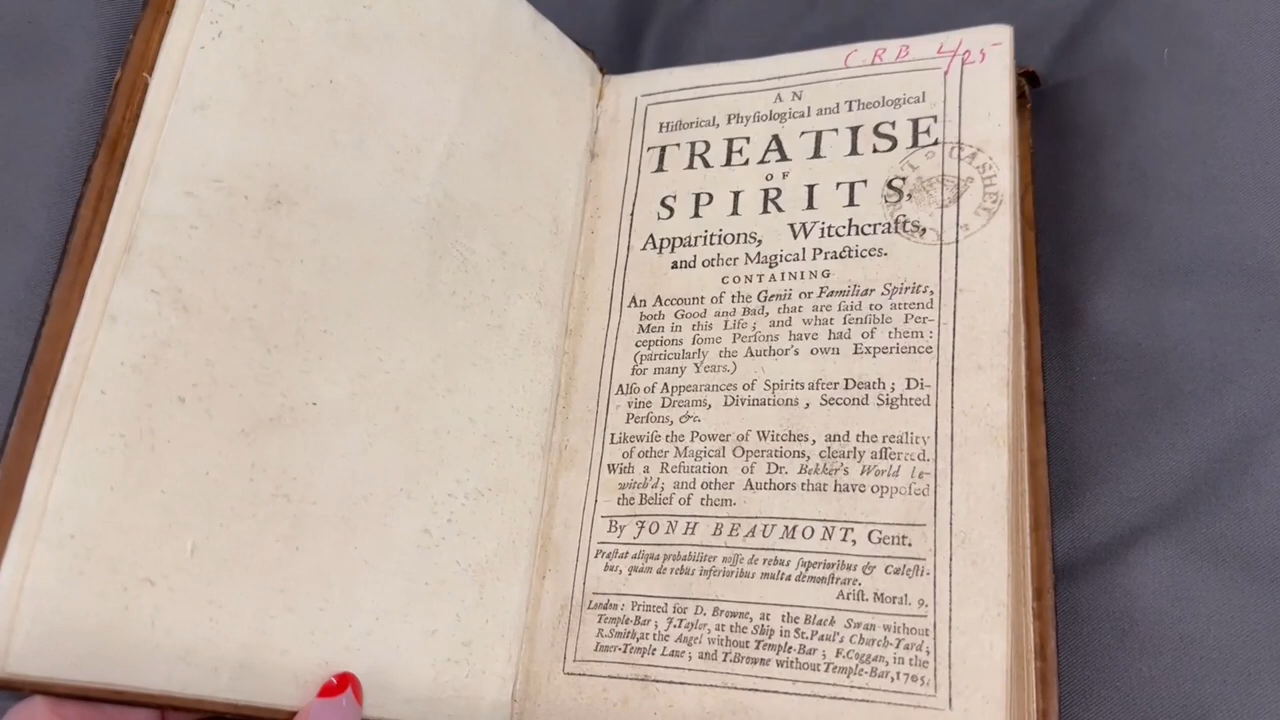 C.R.B 4/25
AN
Hiſtorical, Phyſiological and Theological
TREATISE
OF
SPIRITS,
Apparitions, Witchcrafts,
and other Magical Practices.
CONTAINING
An Account of the Genii or Familiar Spirits,
both Good and Bad, that are ſaid to attend
Men in this Life; and what ſenſible Per-
ceptions ſome Perſons have had of them:
(particularly the Author's own Experience
for many Years.)
Alſo of Appearances of Spirits after Death; Di-
vine Dreams, Divinations, Second Sighted
Perſons, &c.
Likewiſe the Power of Witches, and the reality
of other Magical Operations, clearly aſſerted.
With a Refutation of Dr. Bekker's World be-
witch'd; and other Authors that have oppoſed
the Belief of them.
By JONH BEAUMONT, Gent.
Præſtat aliqua probabiliter noſſe de rebus ſuperioribus & Cæleſti-
bus, quàm de rebus inferioribus multa demonſtrare.
Ariſt. Moral. 9.
London: Printed for D. Browne, at the Black Swan without
Temple-Bar; J.Taylor, at the Ship in St.Paul's Church-Yard;
R.Smith, at the Angel without Temple-Bar; F.Coggan, in the
Inner-Temple Lane; and T.Browne without Temple-Bar, 1705.
CASHEL